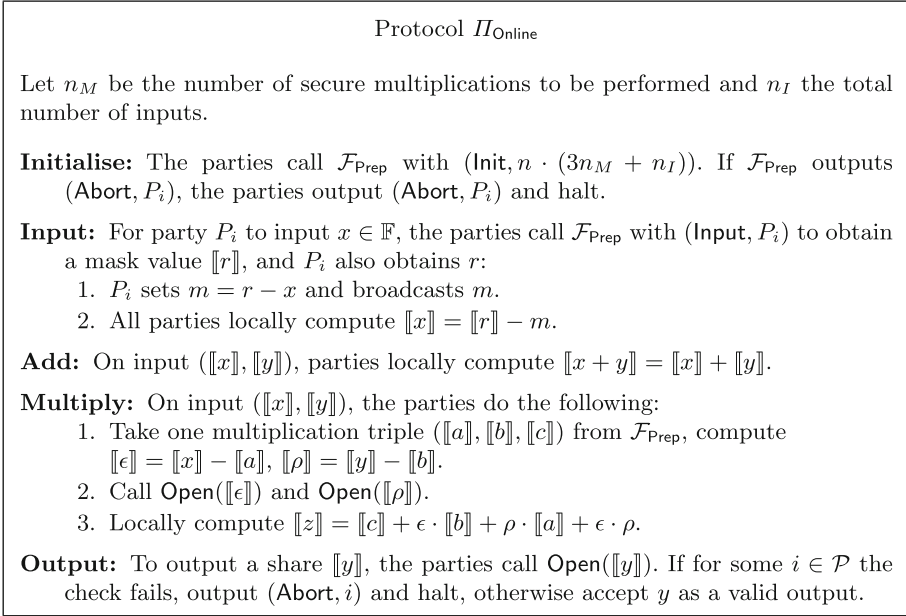 Protocol Π_Online
Let n_M be the number of secure multiplications to be performed and n_I the total
number of inputs.
Initialise: The parties call F_Prep with (Init, n · (3n_M + n_I)). If F_Prep outputs
(Abort, P_i), the parties output (Abort, P_i) and halt.
Input: For party P_i to input x ∈ 𝔽, the parties call F_Prep with (Input, P_i) to obtain
a mask value ⟦r⟧, and P_i also obtains r:
1. P_i sets m = r − x and broadcasts m.
2. All parties locally compute ⟦x⟧ = ⟦r⟧ − m.
Add: On input (⟦x⟧, ⟦y⟧), parties locally compute ⟦x + y⟧ = ⟦x⟧ + ⟦y⟧.
Multiply: On input (⟦x⟧, ⟦y⟧), the parties do the following:
1. Take one multiplication triple (⟦a⟧, ⟦b⟧, ⟦c⟧) from F_Prep, compute
⟦ϵ⟧ = ⟦x⟧ − ⟦a⟧, ⟦ρ⟧ = ⟦y⟧ − ⟦b⟧.
2. Call Open(⟦ϵ⟧) and Open(⟦ρ⟧).
3. Locally compute ⟦z⟧ = ⟦c⟧ + ϵ · ⟦b⟧ + ρ · ⟦a⟧ + ϵ · ρ.
Output: To output a share ⟦y⟧, the parties call Open(⟦y⟧). If for some i ∈ P the
check fails, output (Abort, i) and halt, otherwise accept y as a valid output.